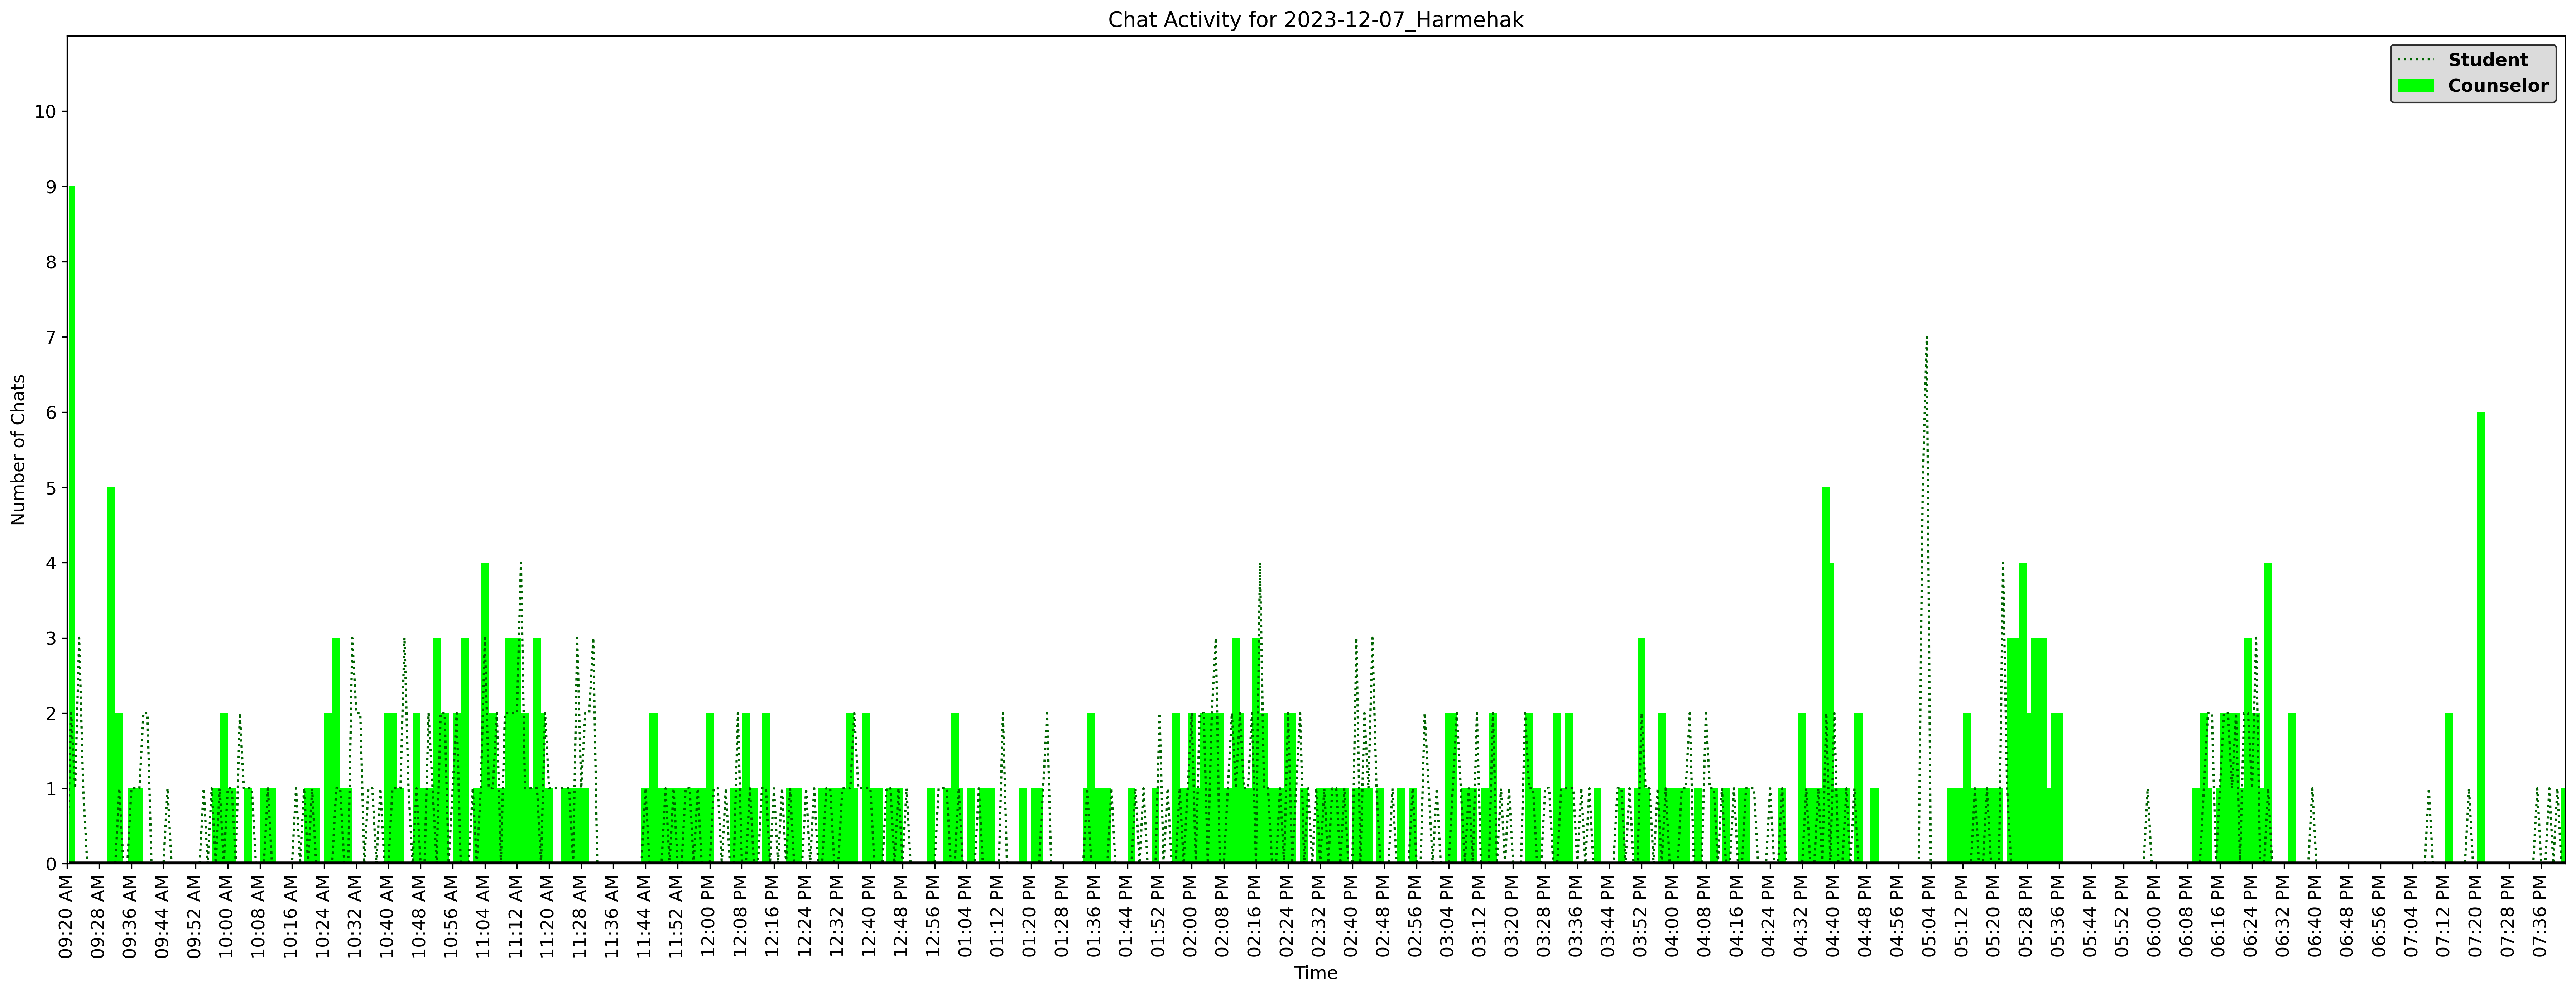 Chat Activity for 2023-12-07_Harmehak
Student
Counselor
Number of Chats
10
9
8
7
6
5
4
3
2
1
0
09:20 AM
09:28 AM
09:36 AM
09:44 AM
09:52 AM
10:00 AM
10:08 AM
10:16 AM
10:24 AM
10:32 AM
10:40 AM
10:48 AM
10:56 AM
11:04 AM
11:12 AM
11:20 AM
11:28 AM
11:36 AM
11:44 AM
11:52 AM
12:00 PM
12:08 PM
12:16 PM
12:24 PM
12:32 PM
12:40 PM
12:48 PM
12:56 PM
01:04 PM
01:12 PM
01:20 PM
01:28 PM
01:36 PM
01:44 PM
01:52 PM
02:00 PM
02:08 PM
02:16 PM
02:24 PM
02:32 PM
02:40 PM
02:48 PM
02:56 PM
03:04 PM
03:12 PM
03:20 PM
03:28 PM
03:36 PM
03:44 PM
03:52 PM
04:00 PM
04:08 PM
04:16 PM
04:24 PM
04:32 PM
04:40 PM
04:48 PM
04:56 PM
05:04 PM
05:12 PM
05:20 PM
05:28 PM
05:36 PM
05:44 PM
05:52 PM
06:00 PM
06:08 PM
06:16 PM
06:24 PM
06:32 PM
06:40 PM
06:48 PM
06:56 PM
07:04 PM
07:12 PM
07:20 PM
07:28 PM
07:36 PM
Time